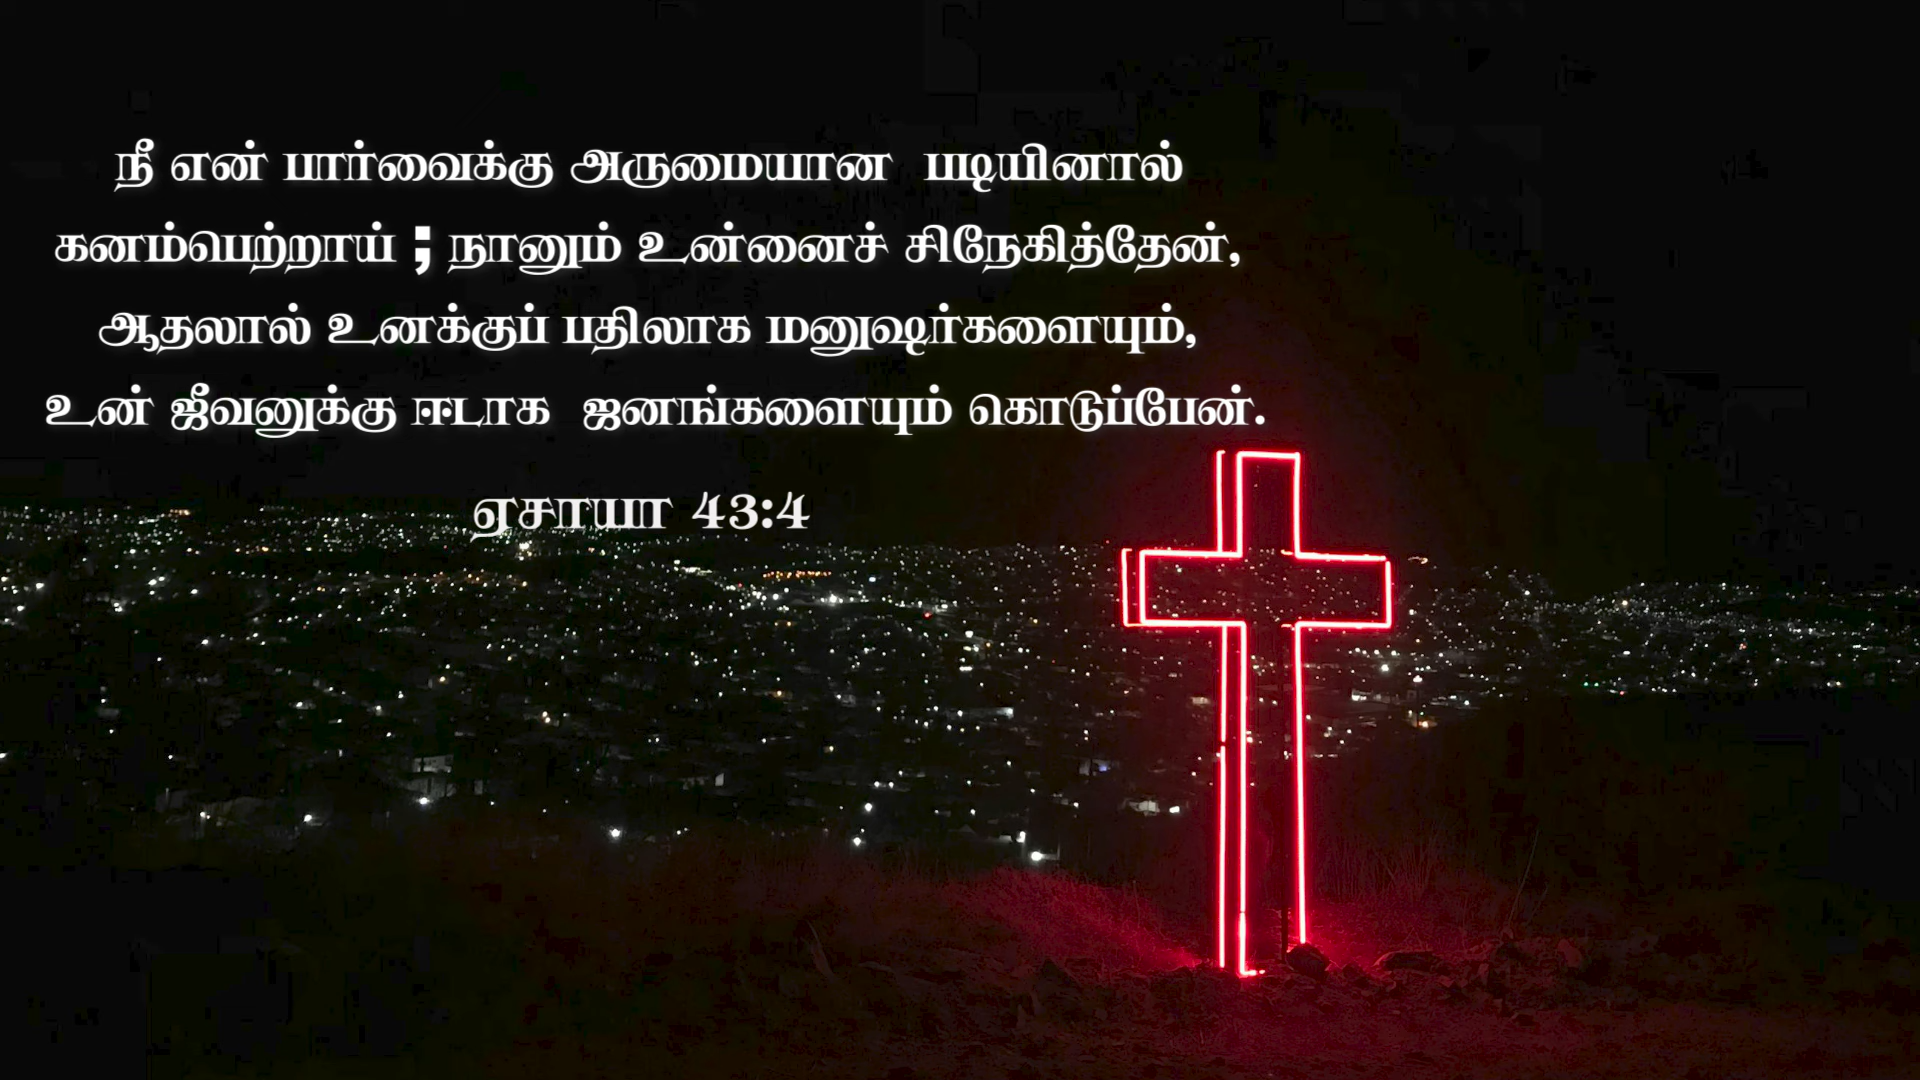 நீ என் பார்வைக்கு அருமையான படியினால்
கனம்பெற்றாய் ; நானும் உன்னைச் சிநேகித்தேன்,
ஆதலால் உனக்குப் பதிலாக மனுஷர்களையும்,
உன் ஜீவனுக்கு ஈடாக ஜனங்களையும் கொடுப்பேன்.
ஏசாயா 43:4